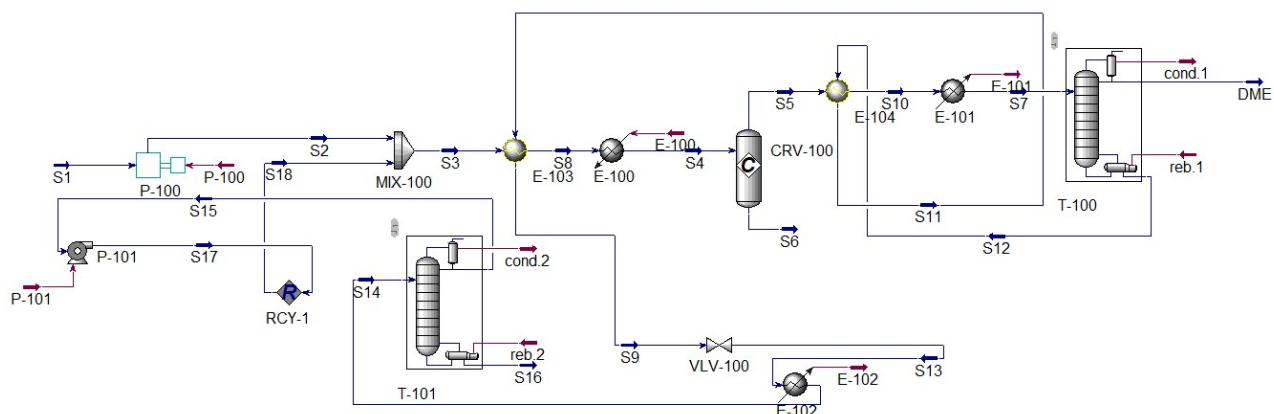 cond.1
E-101
DME
S5
S10
S7
E-104
E-101
S2
E-100
CRV-100
S1
S18
MIX-100
S3
S8
E-103
E-100
S4
P-100
P-100
reb.1
S15
S11
T-100
S6
S12
P-101
S17
cond.2
P-101
S14
R
RCY-1
reb.2
S16
S9
VLV-100
S13
T-101
E-102
E-102
C